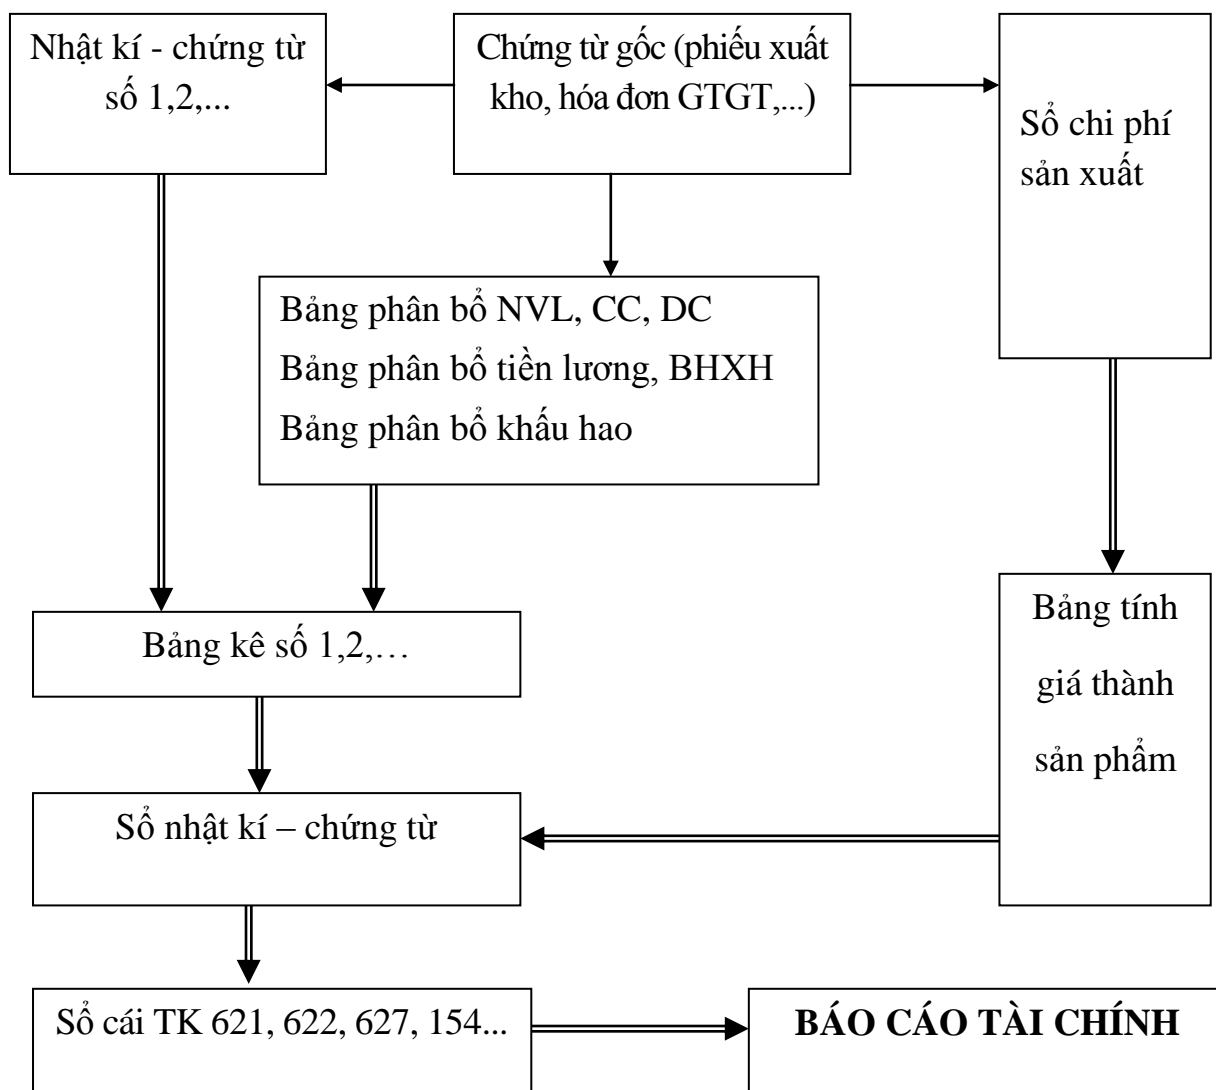 Nhật kí - chứng từ
số 1,2,...
Chứng từ gốc (phiếu xuất
kho, hóa đơn GTGT,...)
Sổ chi phí
sản xuất
Bảng phân bổ NVL, CC, DC
Bảng phân bổ tiền lương, BHXH
Bảng phân bổ khấu hao
Bảng kê số 1,2,…
Bảng tính
giá thành
sản phẩm
Sổ nhật kí – chứng từ
Sổ cái TK 621, 622, 627, 154...
BÁO CÁO TÀI CHÍNH